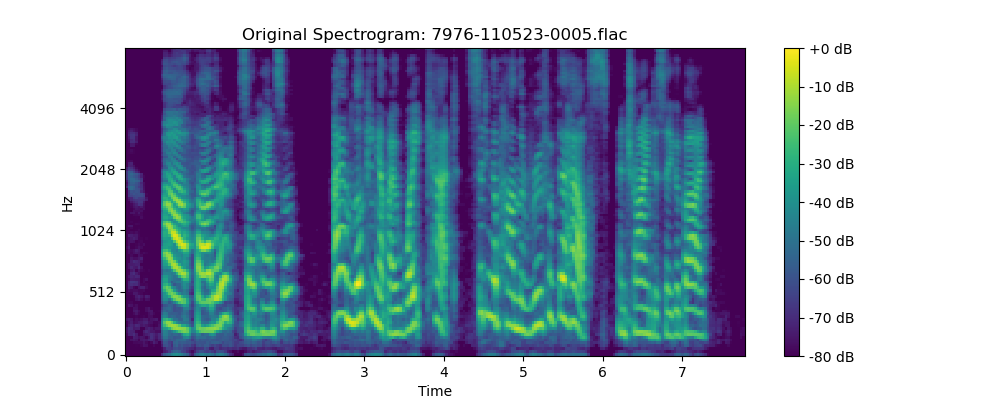 Original Spectrogram: 7976-110523-0005.flac
Hz
4096
2048
1024
512
0
0 1 2 3 4 5 6 7
Time
+0 dB
-10 dB
-20 dB
-30 dB
-40 dB
-50 dB
-60 dB
-70 dB
-80 dB